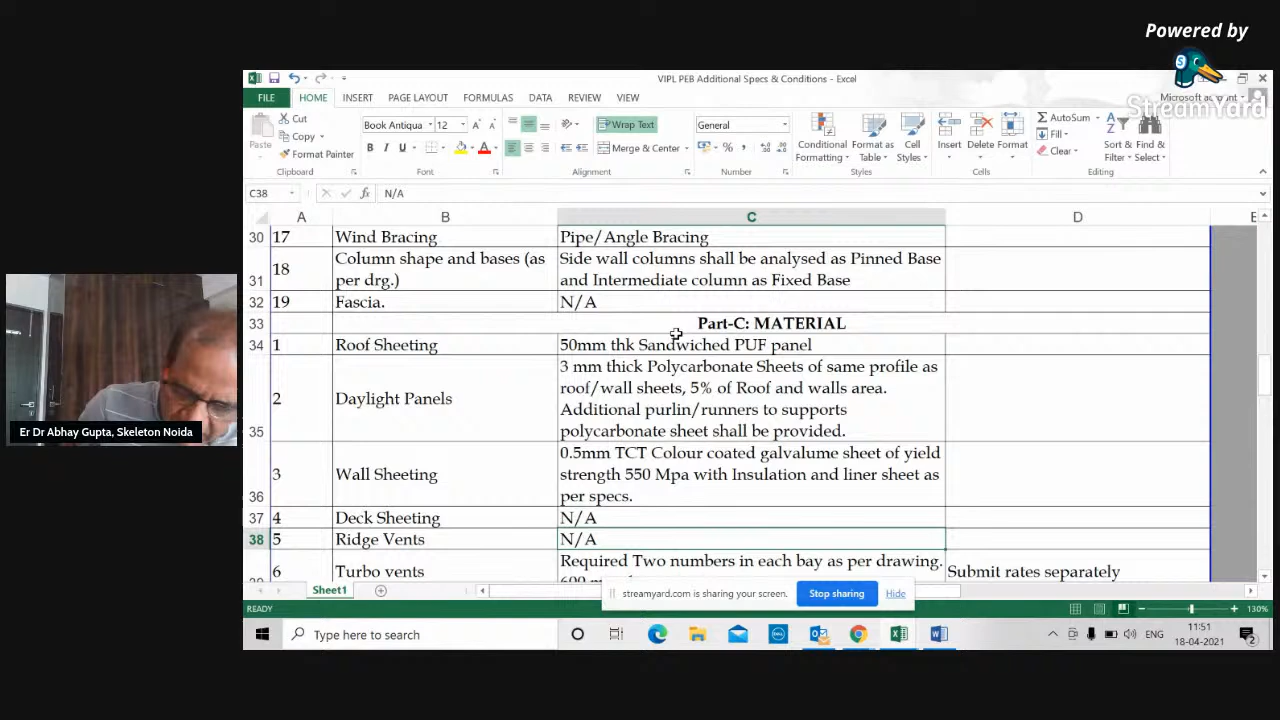 Powered by
StreamYard
VIPL PEB Additional Specs & Conditions - Excel
FILE HOME INSERT PAGE LAYOUT FORMULAS DATA REVIEW VIEW
Microsoft account
Paste
Cut
Copy
Format Painter
Book Antiqua 12
Wrap Text
Merge & Center
General
Conditional Formatting
Format as Table
Cell Styles
Insert Delete Format
AutoSum
Fill
Clear
Sort & Filter
Find & Select
Clipboard Font Alignment Number Styles Cells Editing
C38 fx N/A
A B C D E
30 17 Wind Bracing Pipe/Angle Bracing
31 18 Column shape and bases (as per drg.) Side wall columns shall be analysed as Pinned Base
and Intermediate column as Fixed Base
32 19 Fascia. N/A
33 Part-C: MATERIAL
34 1 Roof Sheeting 50mm thk Sandwiched PUF panel
35 2 Daylight Panels 3 mm thick Polycarbonate Sheets of same profile as
roof/wall sheets, 5% of Roof and walls area.
Additional purlin/runners to supports
polycarbonate sheet shall be provided.
36 3 Wall Sheeting 0.5mm TCT Colour coated galvalume sheet of yield
strength 550 Mpa with Insulation and liner sheet as
per specs.
37 4 Deck Sheeting N/A
38 5 Ridge Vents N/A
6 Turbo vents Required Two numbers in each bay as per drawing. Submit rates separately
Er Dr Abhay Gupta, Skeleton Noida
Sheet1
streamyard.com is sharing your screen. Stop sharing Hide
READY 130%
Type here to search
ENG
11:51
18-04-2021
2